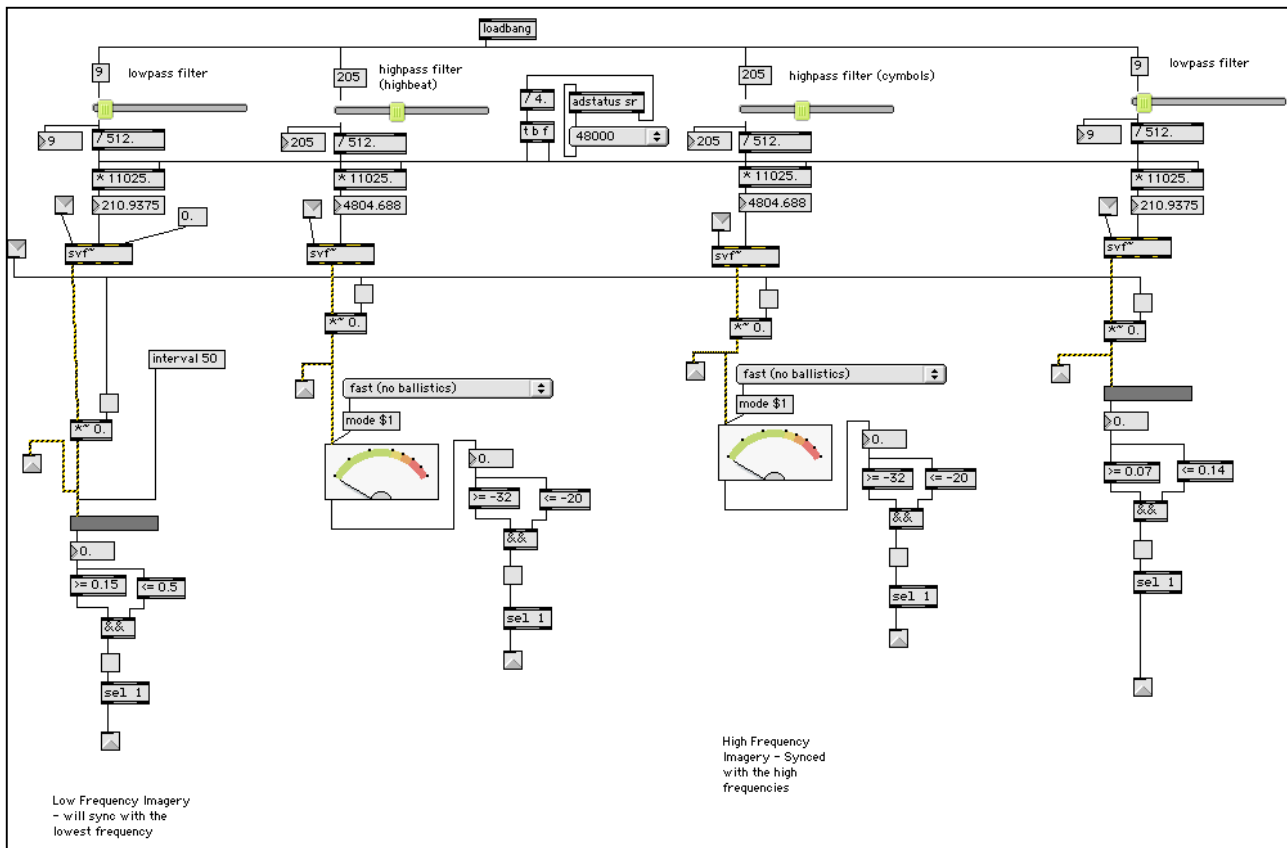 loadbang
9
lowpass filter
205
highpass filter
(highbeat)
/ 4.
adstatus sr
t b f
48000
205
highpass filter (cymbols)
9
lowpass filter
9
/ 512.
205
/ 512.
205
/ 512.
9
/ 512.
* 11025.
* 11025.
* 11025.
* 11025.
210.9375
0.
4804.688
4804.688
210.9375
svf~
svf~
svf~
svf~
*~ 0.
*~ 0.
*~ 0.
interval 50
fast (no ballistics)
mode $1
fast (no ballistics)
mode $1
*~ 0.
0.
>= -32
<= -20
&&
sel 1
0.
>= -32
<= -20
&&
sel 1
0.
>= 0.07
<= 0.14
&&
sel 1
0.
>= 0.15
<= 0.5
&&
sel 1
High Frequency
Imagery - Synced
with the high
frequencies
Low Frequency Imagery
- will sync with the
lowest frequency